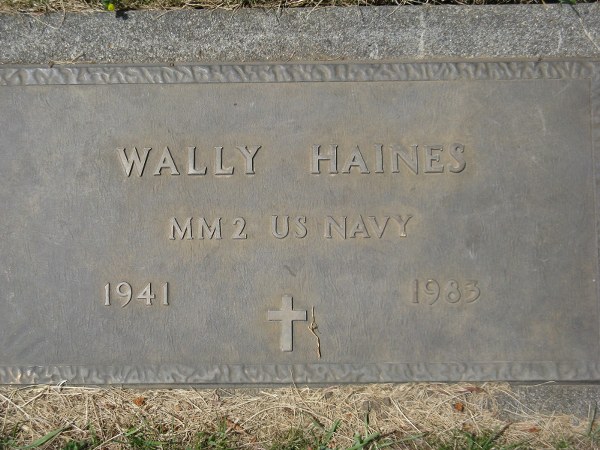 WALLY HAINES
MM2 US NAVY
1941 1983